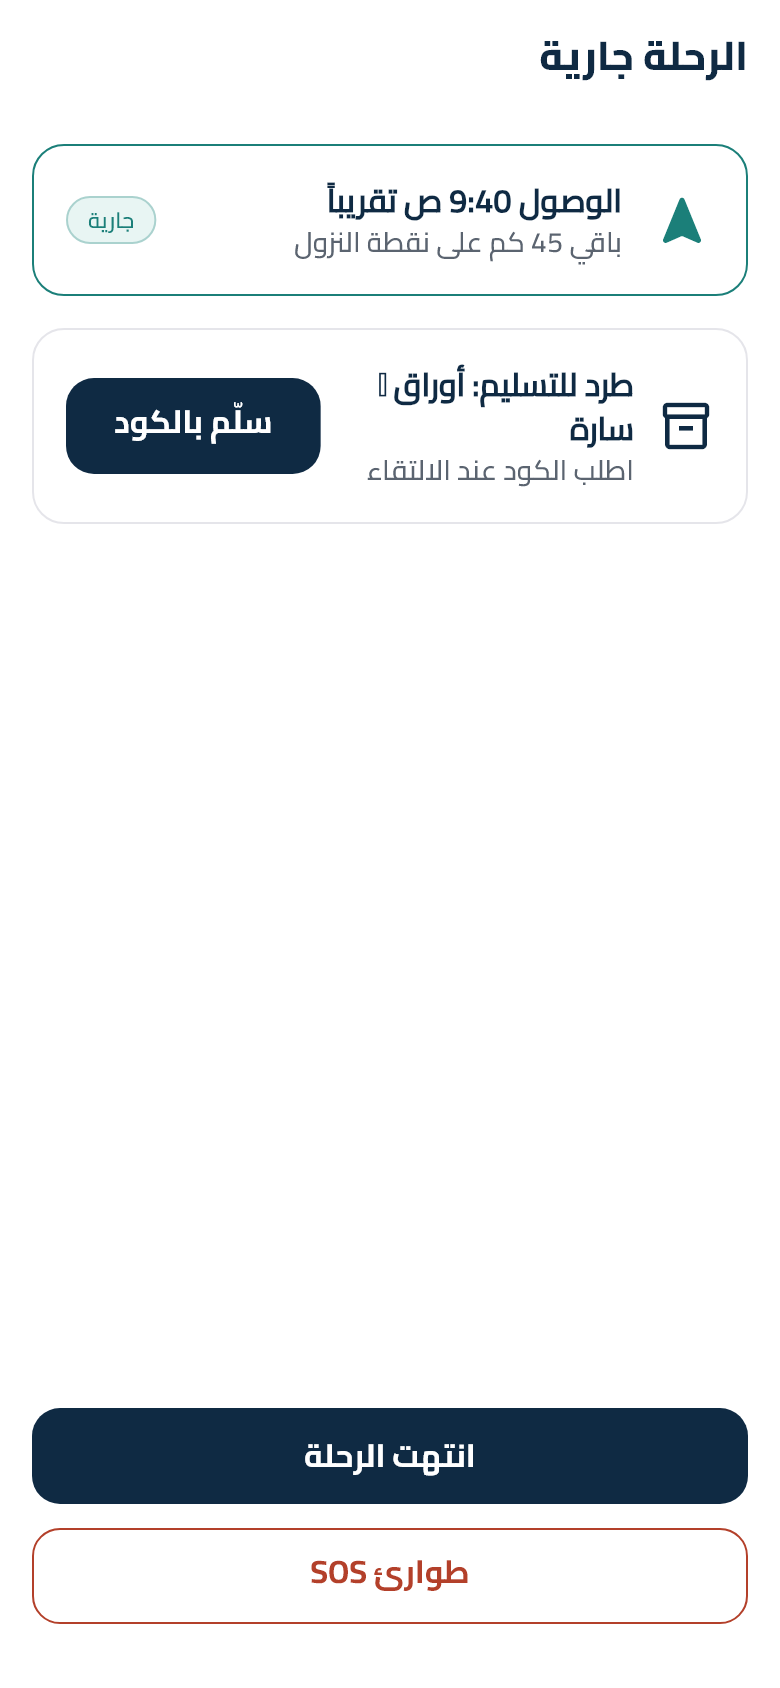 الرحلة جارية
الوصول 9:40 ص تقريباً
باقي 45 كم على نقطة النزول
جارية
طرد للتسليم: أوراق
سارة
اطلب الكود عند الالتقاء
سلّم بالكود
انتهت الرحلة
طوارئ SOS